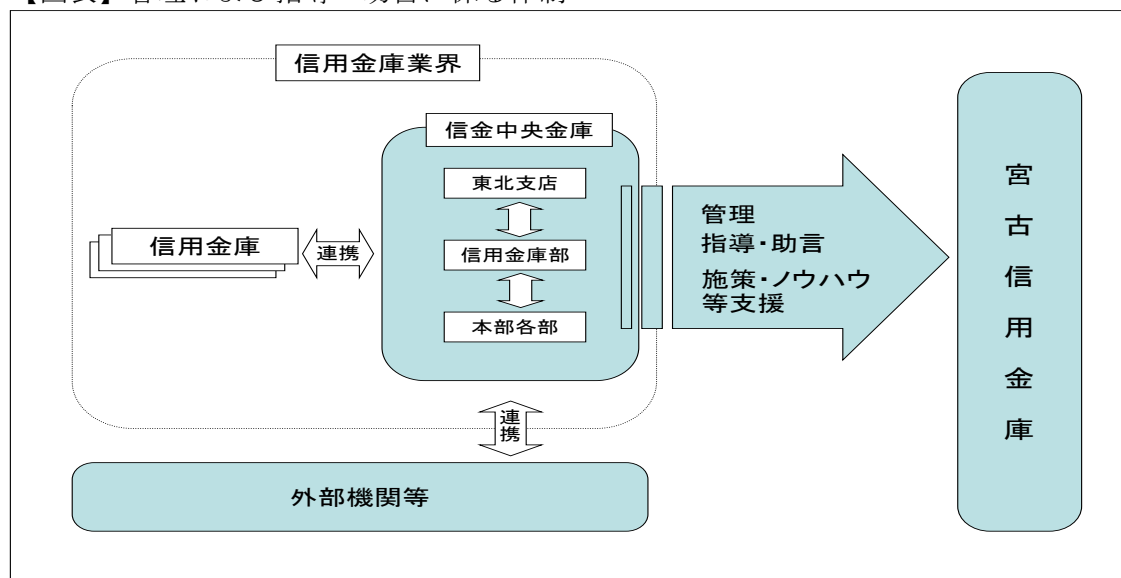 信用金庫業界
信金中央金庫
東北支店
信用金庫
連携
信用金庫部
本部各部
管理
指導・助言
施策・ノウハウ
等支援
宮古信用金庫
連携
外部機関等